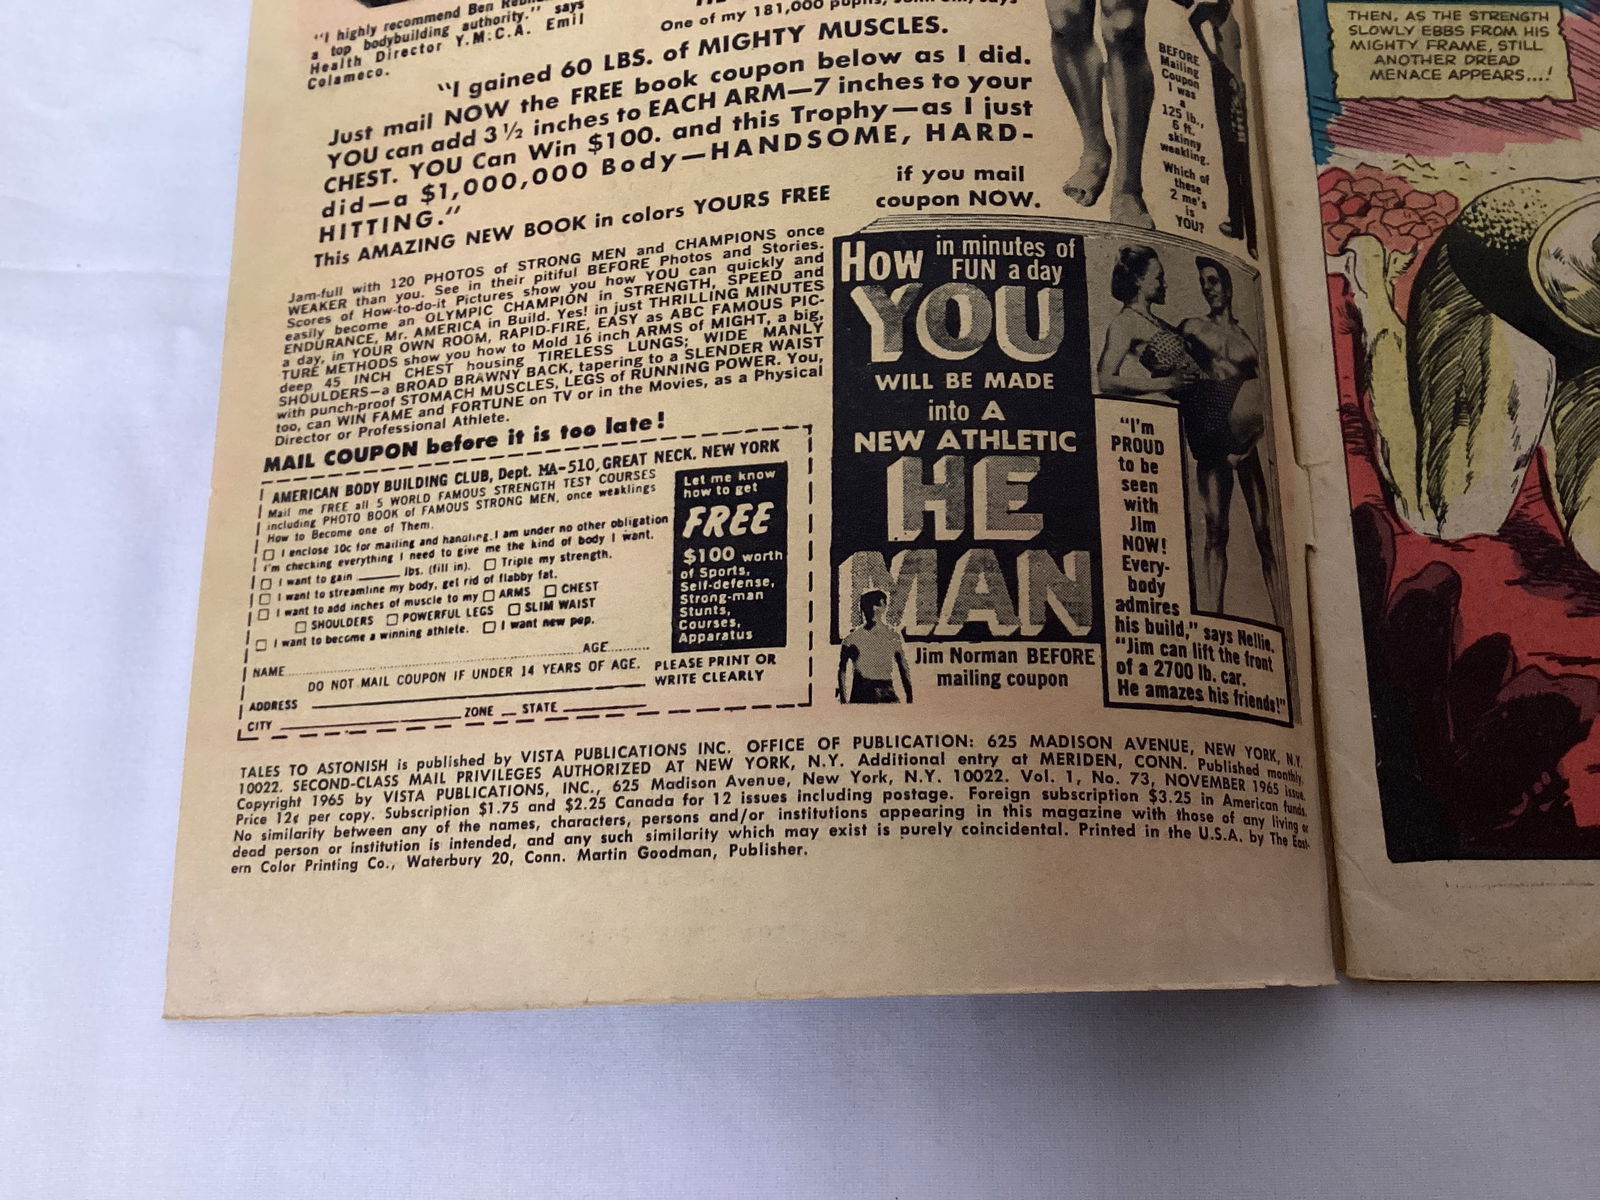 "I highly recommend Ben
a top bodybuilding authority." says
Health Director Y.M.C.A. Emil
Colameco.
One of my 181,000 pupils, says
"I gained 60 LBS. of MIGHTY MUSCLES.
Just mail NOW the FREE book coupon below as I did.
YOU can add 3½ inches to EACH ARM—7 inches to your
CHEST. YOU Can Win $100. and this Trophy—as I just
did—a $1,000,000 Body—HANDSOME, HARD-
HITTING."
if you mail
coupon NOW.
This AMAZING NEW BOOK in colors YOURS FREE
Jam-full with 120 PHOTOS of STRONG MEN and CHAMPIONS once
WEAKER than you. See in their pitiful BEFORE Photos and Stories.
Scores of How-to-do-it Pictures show you how YOU can quickly and
easily become an OLYMPIC CHAMPION in STRENGTH, SPEED and
ENDURANCE, Mr. AMERICA in Build. Yes! in just THRILLING MINUTES
a day, in YOUR OWN ROOM, RAPID-FIRE, EASY as ABC FAMOUS PIC-
TURE METHODS show you how to Mold 16 inch ARMS of MIGHT, a big,
deep 45 INCH CHEST housing TIRELESS LUNGS; WIDE MANLY
SHOULDERS—a BROAD BRAWNY BACK, tapering to a SLENDER WAIST
with punch-proof STOMACH MUSCLES, LEGS of RUNNING POWER. You,
too, can WIN FAME and FORTUNE on TV or in the Movies, as a Physical
Director or Professional Athlete.
MAIL COUPON before it is too late!
AMERICAN BODY BUILDING CLUB, Dept. MA-510, GREAT NECK, NEW YORK
Mail me FREE all 5 WORLD FAMOUS STRENGTH TEST COURSES
including PHOTO BOOK of FAMOUS STRONG MEN, once weaklings
How to Become one of Them.
I enclose 10c for mailing and handling. I am under no other obligation
I'm checking everything I need to give me the kind of body I want.
I want to gain lbs. (fill in). Triple my strength.
I want to streamline my body, get rid of flabby fat.
I want to add inches of muscle to my ARMS CHEST
SHOULDERS POWERFUL LEGS SLIM WAIST
I want to become a winning athlete. I want new pep.
NAME AGE
DO NOT MAIL COUPON IF UNDER 14 YEARS OF AGE.
PLEASE PRINT OR
WRITE CLEARLY
ADDRESS
CITY ZONE STATE
Let me know
how to get
FREE
$100 worth
of Sports,
Self-defense,
Strong-man
Stunts,
Courses,
Apparatus
BEFORE
Mailing
Coupon
I was
a
125 lb.,
6 ft.
skinny
weakling.
Which of
these
2 me's
is
YOU?
How in minutes of
FUN a day
YOU
WILL BE MADE
into A
NEW ATHLETIC
HE
MAN
Jim Norman BEFORE
mailing coupon
"I'm
PROUD
to be
seen
with
Jim
NOW!
Every-
body
admires
his build," says Nellie.
"Jim can lift the front
of a 2700 lb. car.
He amazes his friends!"
TALES TO ASTONISH is published by VISTA PUBLICATIONS INC. OFFICE OF PUBLICATION: 625 MADISON AVENUE, NEW YORK, N.Y.
10022. SECOND-CLASS MAIL PRIVILEGES AUTHORIZED AT NEW YORK, N.Y. Additional entry at MERIDEN, CONN. Published monthly.
Copyright 1965 by VISTA PUBLICATIONS, INC., 625 Madison Avenue, New York, N.Y. 10022. Vol. 1, No. 73, NOVEMBER 1965 issue.
Price 12¢ per copy. Subscription $1.75 and $2.25 Canada for 12 issues including postage. Foreign subscription $3.25 in American funds.
No similarity between any of the names, characters, persons and/or institutions appearing in this magazine with those of any living or
dead person or institution is intended, and any such similarity which may exist is purely coincidental. Printed in the U.S.A. by The East-
ern Color Printing Co., Waterbury 20, Conn. Martin Goodman, Publisher.
THEN, AS THE STRENGTH
SLOWLY EBBS FROM HIS
MIGHTY FRAME, STILL
ANOTHER DREAD
MENACE APPEARS...!